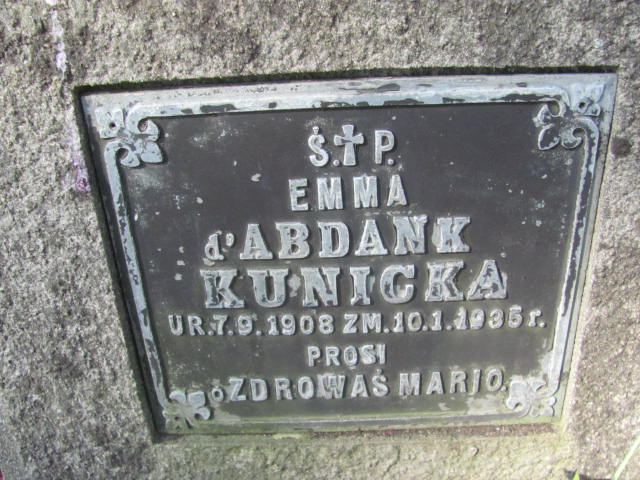 Ś.✝P.
EMMA
d'ABDANK
KUNICKA
UR.7.9.1908 ZM.10.1.1935 r.
PROSI
o ZDROWAŚ MARIO.